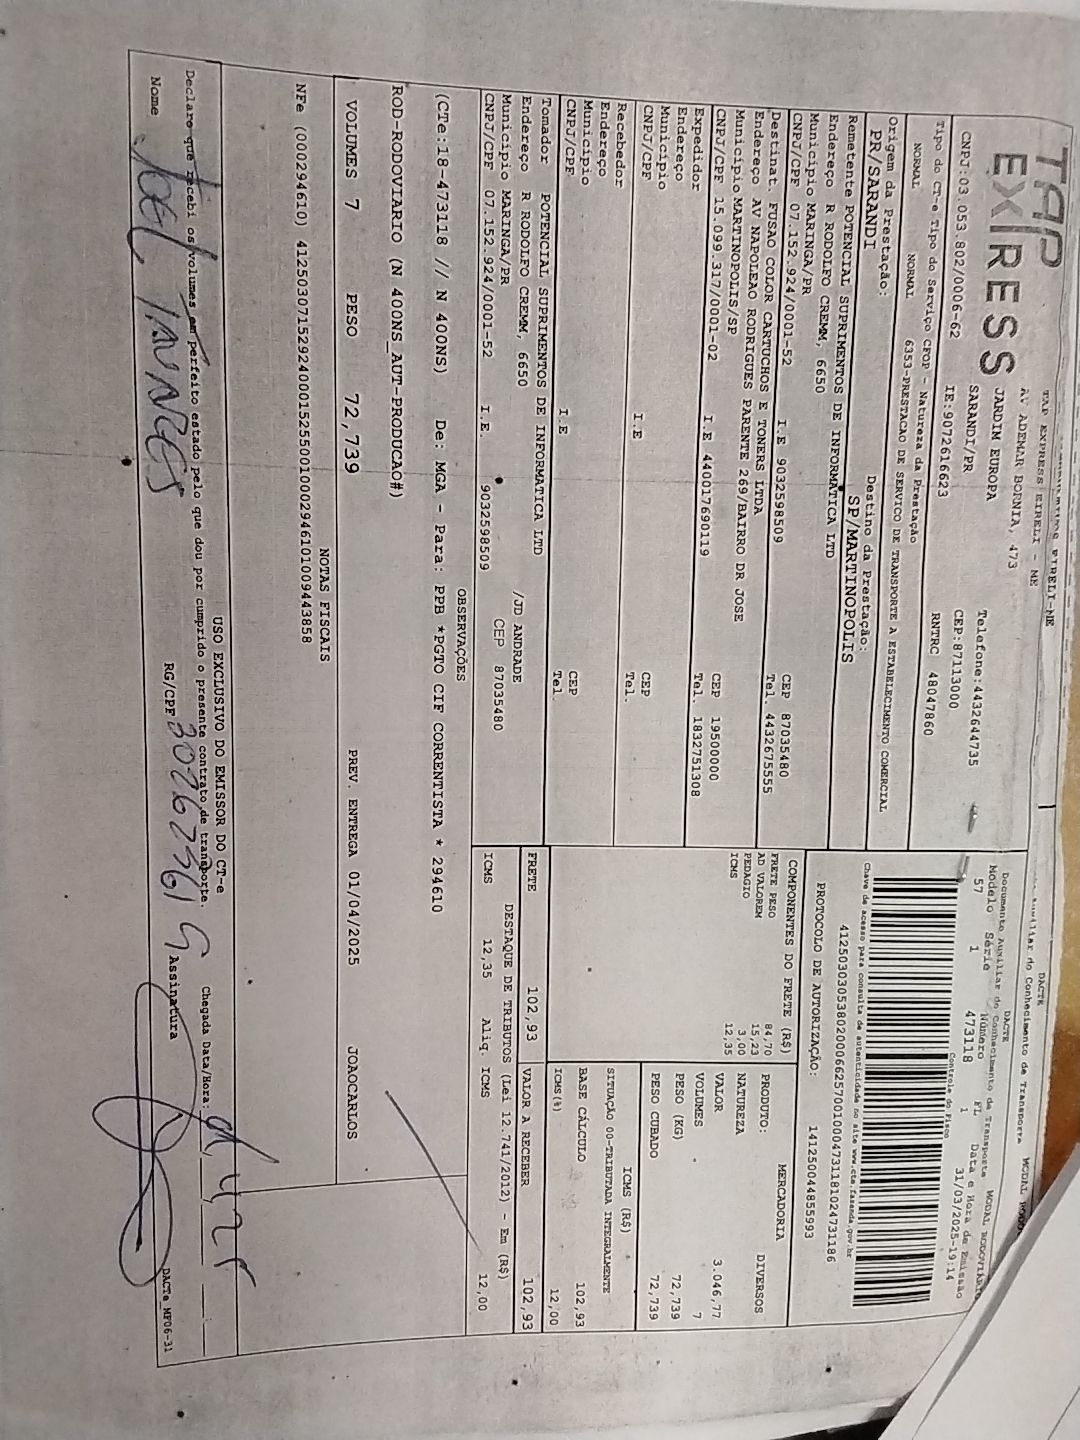 TAP
EXPRESS
TAP EXPRESS EIRELI - ME
AV ADEMAR BORNIA, 473
JARDIM EUROPA
SARANDI/PR
Telefone:4432644735
CEP:87113000
CNPJ:03.053.802/0006-62 IE:9072616623 RNTRC 48047860
Tipo do CT-e Tipo do Serviço CFOP - Natureza da Prestação
NORMAL NORMAL 6353-PRESTACAO DE SERVICO DE TRANSPORTE A ESTABELECIMENTO COMERCIAL
Origem da Prestação: Destino da Prestação:
PR/SARANDI SP/MARTINOPOLIS
Remetente POTENCIAL SUPRIMENTOS DE INFORMATICA LTD
Endereço R RODOLFO CREMM, 6650
Município MARINGA/PR CEP 87035480
CNPJ/CPF 07.152.924/0001-52 I.E 9032598509 Tel. 4432675555
Destinat. FUSAO COLOR CARTUCHOS E TONERS LTDA
Endereço AV NAPOLEAO RODRIGUES PARENTE 269/BAIRRO DR JOSE
Município MARTINOPOLIS/SP CEP 19500000
CNPJ/CPF 15.099.317/0001-02 I.E 440017690119 Tel. 1832751308
Expedidor
Endereço
Município CEP
CNPJ/CPF I.E Tel.
Recebedor
Endereço
Município CEP
CNPJ/CPF I.E Tel.
Tomador POTENCIAL SUPRIMENTOS DE INFORMATICA LTD
Endereço R RODOLFO CREMM, 6650 /JD ANDRADE
Município MARINGA/PR CEP 87035480
CNPJ/CPF 07.152.924/0001-52 I.E. 9032598509
DACTE
Documento Auxiliar do Conhecimento de Transporte MODAL RODOVIÁRIO
Modelo Série Número FL Data e Hora de Emissão
57 1 473118 1 31/03/2025-19:14
Controle do Fisco
Chave de acesso para consulta de autenticidade no site www.cte.fazenda.gov.br
41250303053802000662570010004731181024731186
PROTOCOLO DE AUTORIZAÇÃO: 141250044855993
COMPONENTES DO FRETE (R$)
FRETE PESO 84,70
AD VALOREM 15,23
PEDAGIO 3,00
ICMS 12,35
MERCADORIA
PRODUTO: DIVERSOS
NATUREZA
VALOR 3.046,77
VOLUMES 7
PESO (KG) 72,739
PESO CUBADO 72,739
ICMS (R$)
SITUAÇÃO 00-TRIBUTADA INTEGRALMENTE
BASE CÁLCULO 102,93
ICMS(%) 12,00
FRETE 102,93 VALOR A RECEBER 102,93
DESTAQUE DE TRIBUTOS (Lei 12.741/2012) - Em (R$)
ICMS 12,35 Aliq. ICMS 12,00
OBSERVAÇÕES
(CTe:18-473118 // N 400NS) De: MGA - Para: PPB *PGTO CIF CORRENTISTA * 294610
ROD-RODOVIARIO (N 400NS_AUT-PRODUCAO#)
VOLUMES 7 PESO 72,739 PREV. ENTREGA 01/04/2025 JOAOCARLOS
NOTAS FISCAIS
NFe (000294610) 41250307152924000152550010002946101009443858
USO EXCLUSIVO DO EMISSOR DO CT-e
Declaro que recebi os volumes em perfeito estado pelo que dou por cumprido o presente contrato de transporte. Chegada Data/Hora:
Nome JOEL TAVARES RG/CPF Assinatura
DACTe_MF06-31